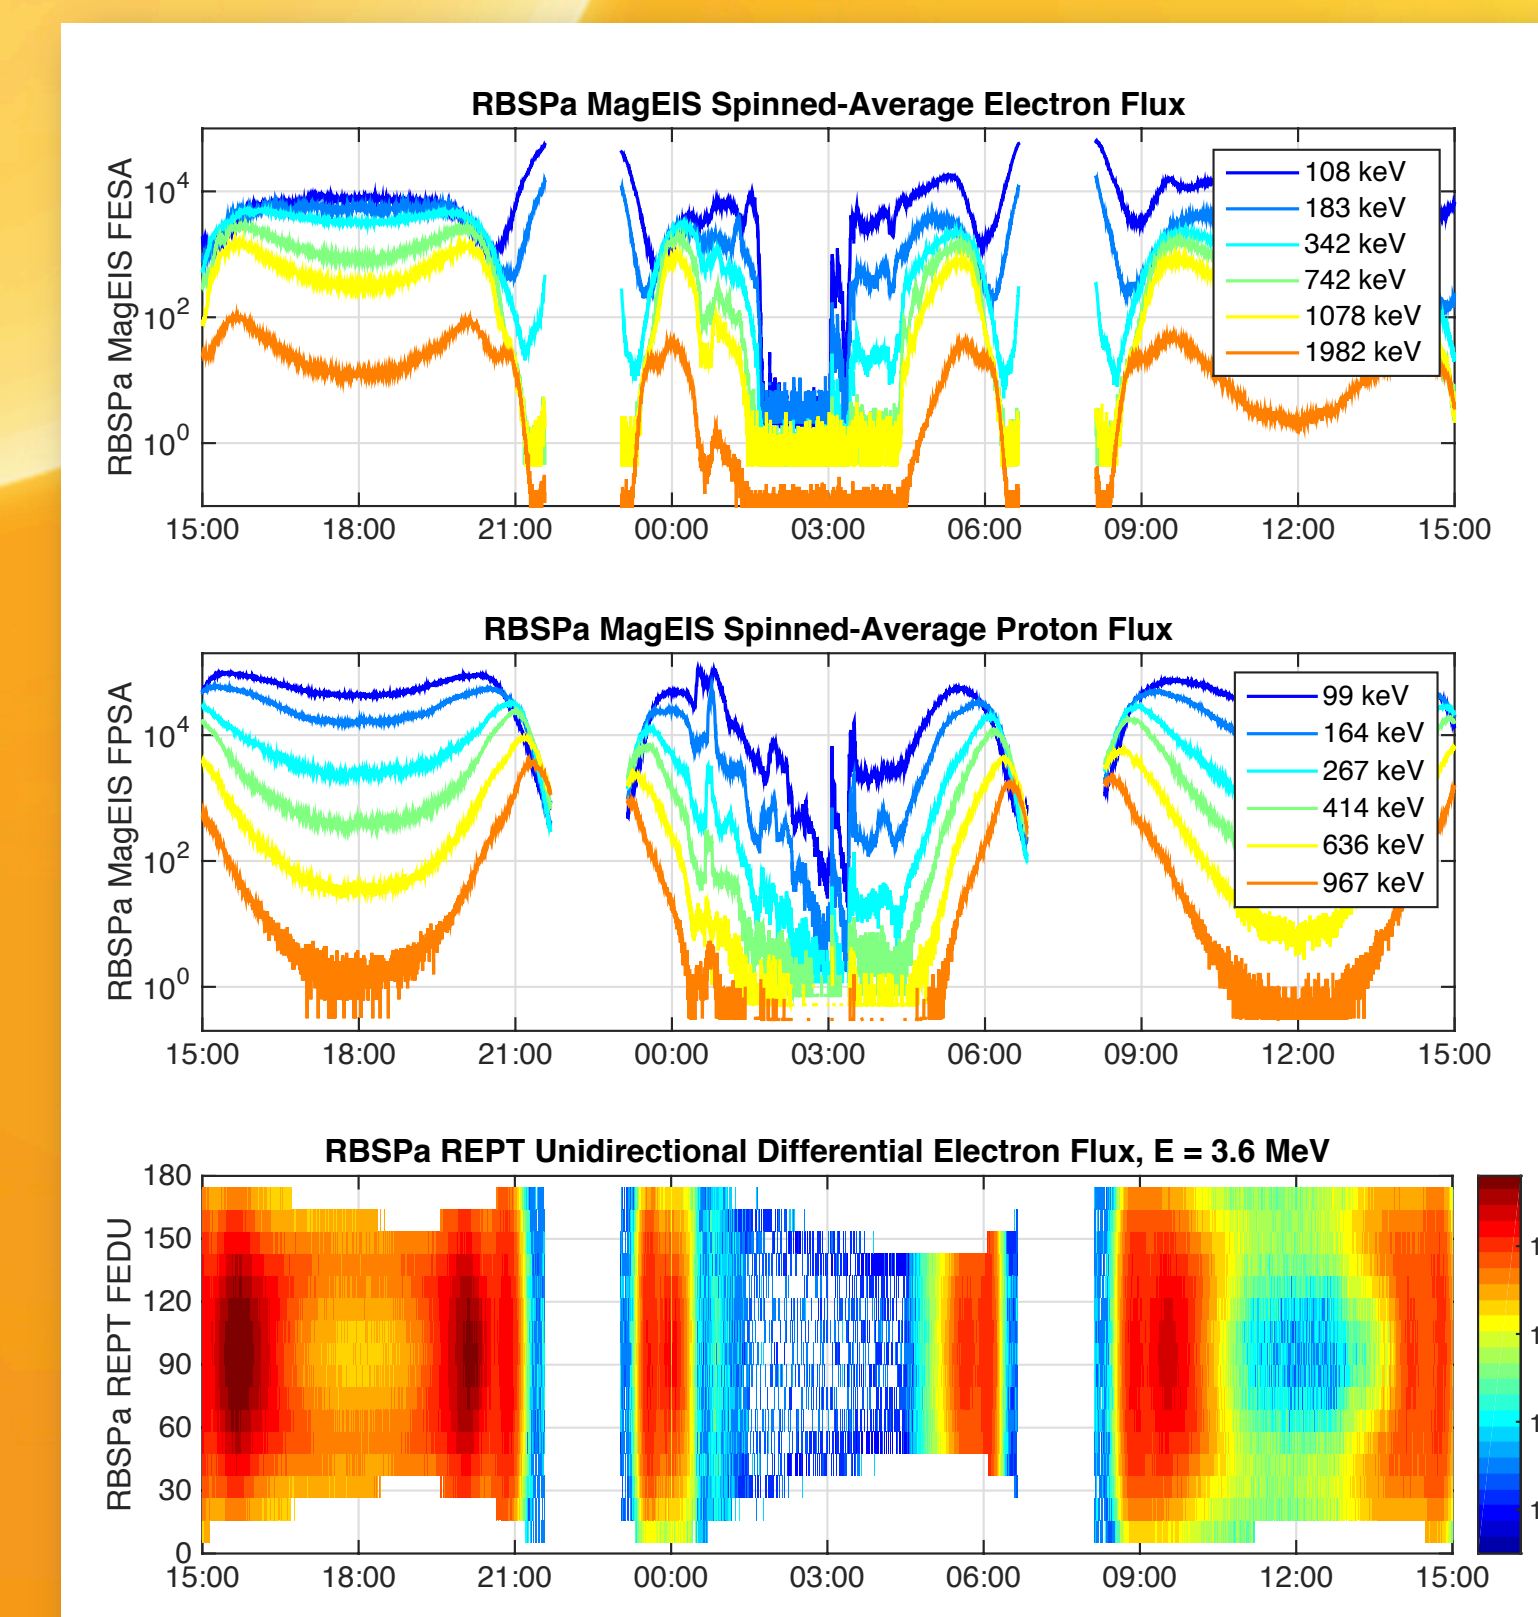 RBSPa MagEIS Spinned-Average Electron Flux
RBSPa MagEIS FESA
10^4
10^2
10^0
108 keV
183 keV
342 keV
742 keV
1078 keV
1982 keV
15:00 18:00 21:00 00:00 03:00 06:00 09:00 12:00 15:00
RBSPa MagEIS Spinned-Average Proton Flux
RBSPa MagEIS FPSA
10^4
10^2
10^0
99 keV
164 keV
267 keV
414 keV
636 keV
967 keV
15:00 18:00 21:00 00:00 03:00 06:00 09:00 12:00 15:00
RBSPa REPT Unidirectional Differential Electron Flux, E = 3.6 MeV
RBSPa REPT FEDU
180
150
120
90
60
30
0
15:00 18:00 21:00 00:00 03:00 06:00 09:00 12:00 15:00